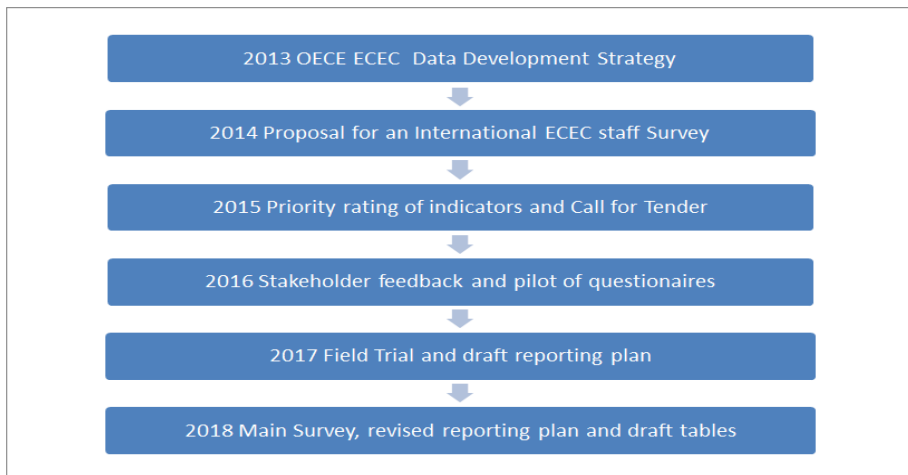 2013 OECE ECEC Data Development Strategy
2014 Proposal for an International ECEC staff Survey
2015 Priority rating of indicators and Call for Tender
2016 Stakeholder feedback and pilot of questionaires
2017 Field Trial and draft reporting plan
2018 Main Survey, revised reporting plan and draft tables